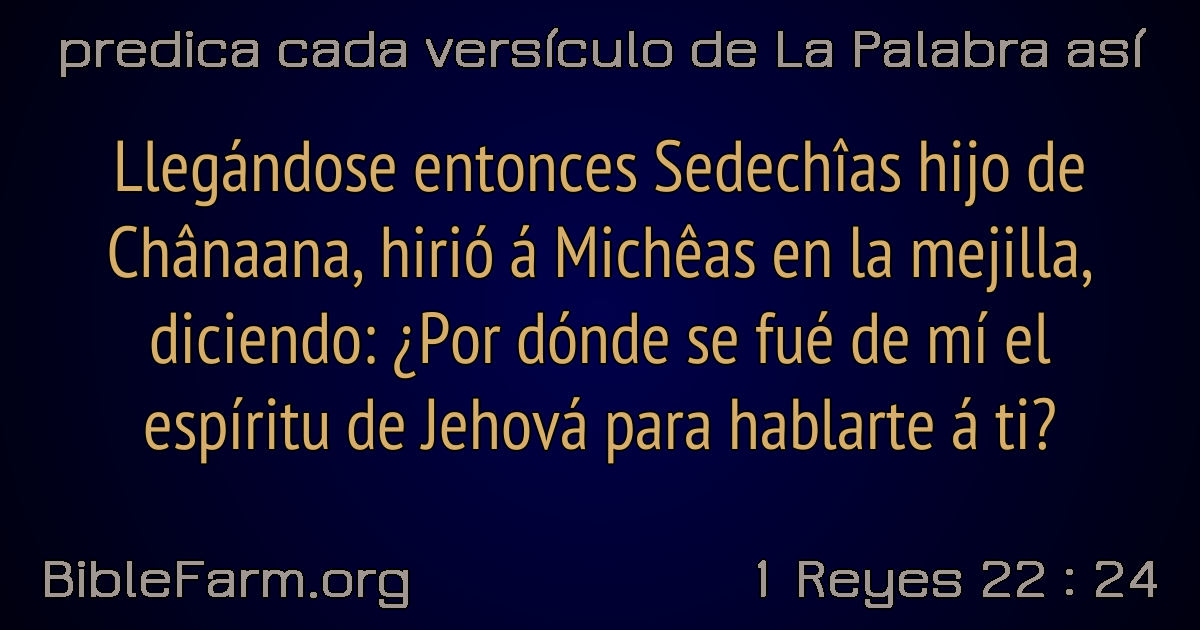 predica cada versículo de La Palabra así
Llegándose entonces Sedechîas hijo de
Chânaana, hirió á Michêas en la mejilla,
diciendo: ¿Por dónde se fué de mí el
espíritu de Jehová para hablarte á ti?
BibleFarm.org
1 Reyes 22 : 24